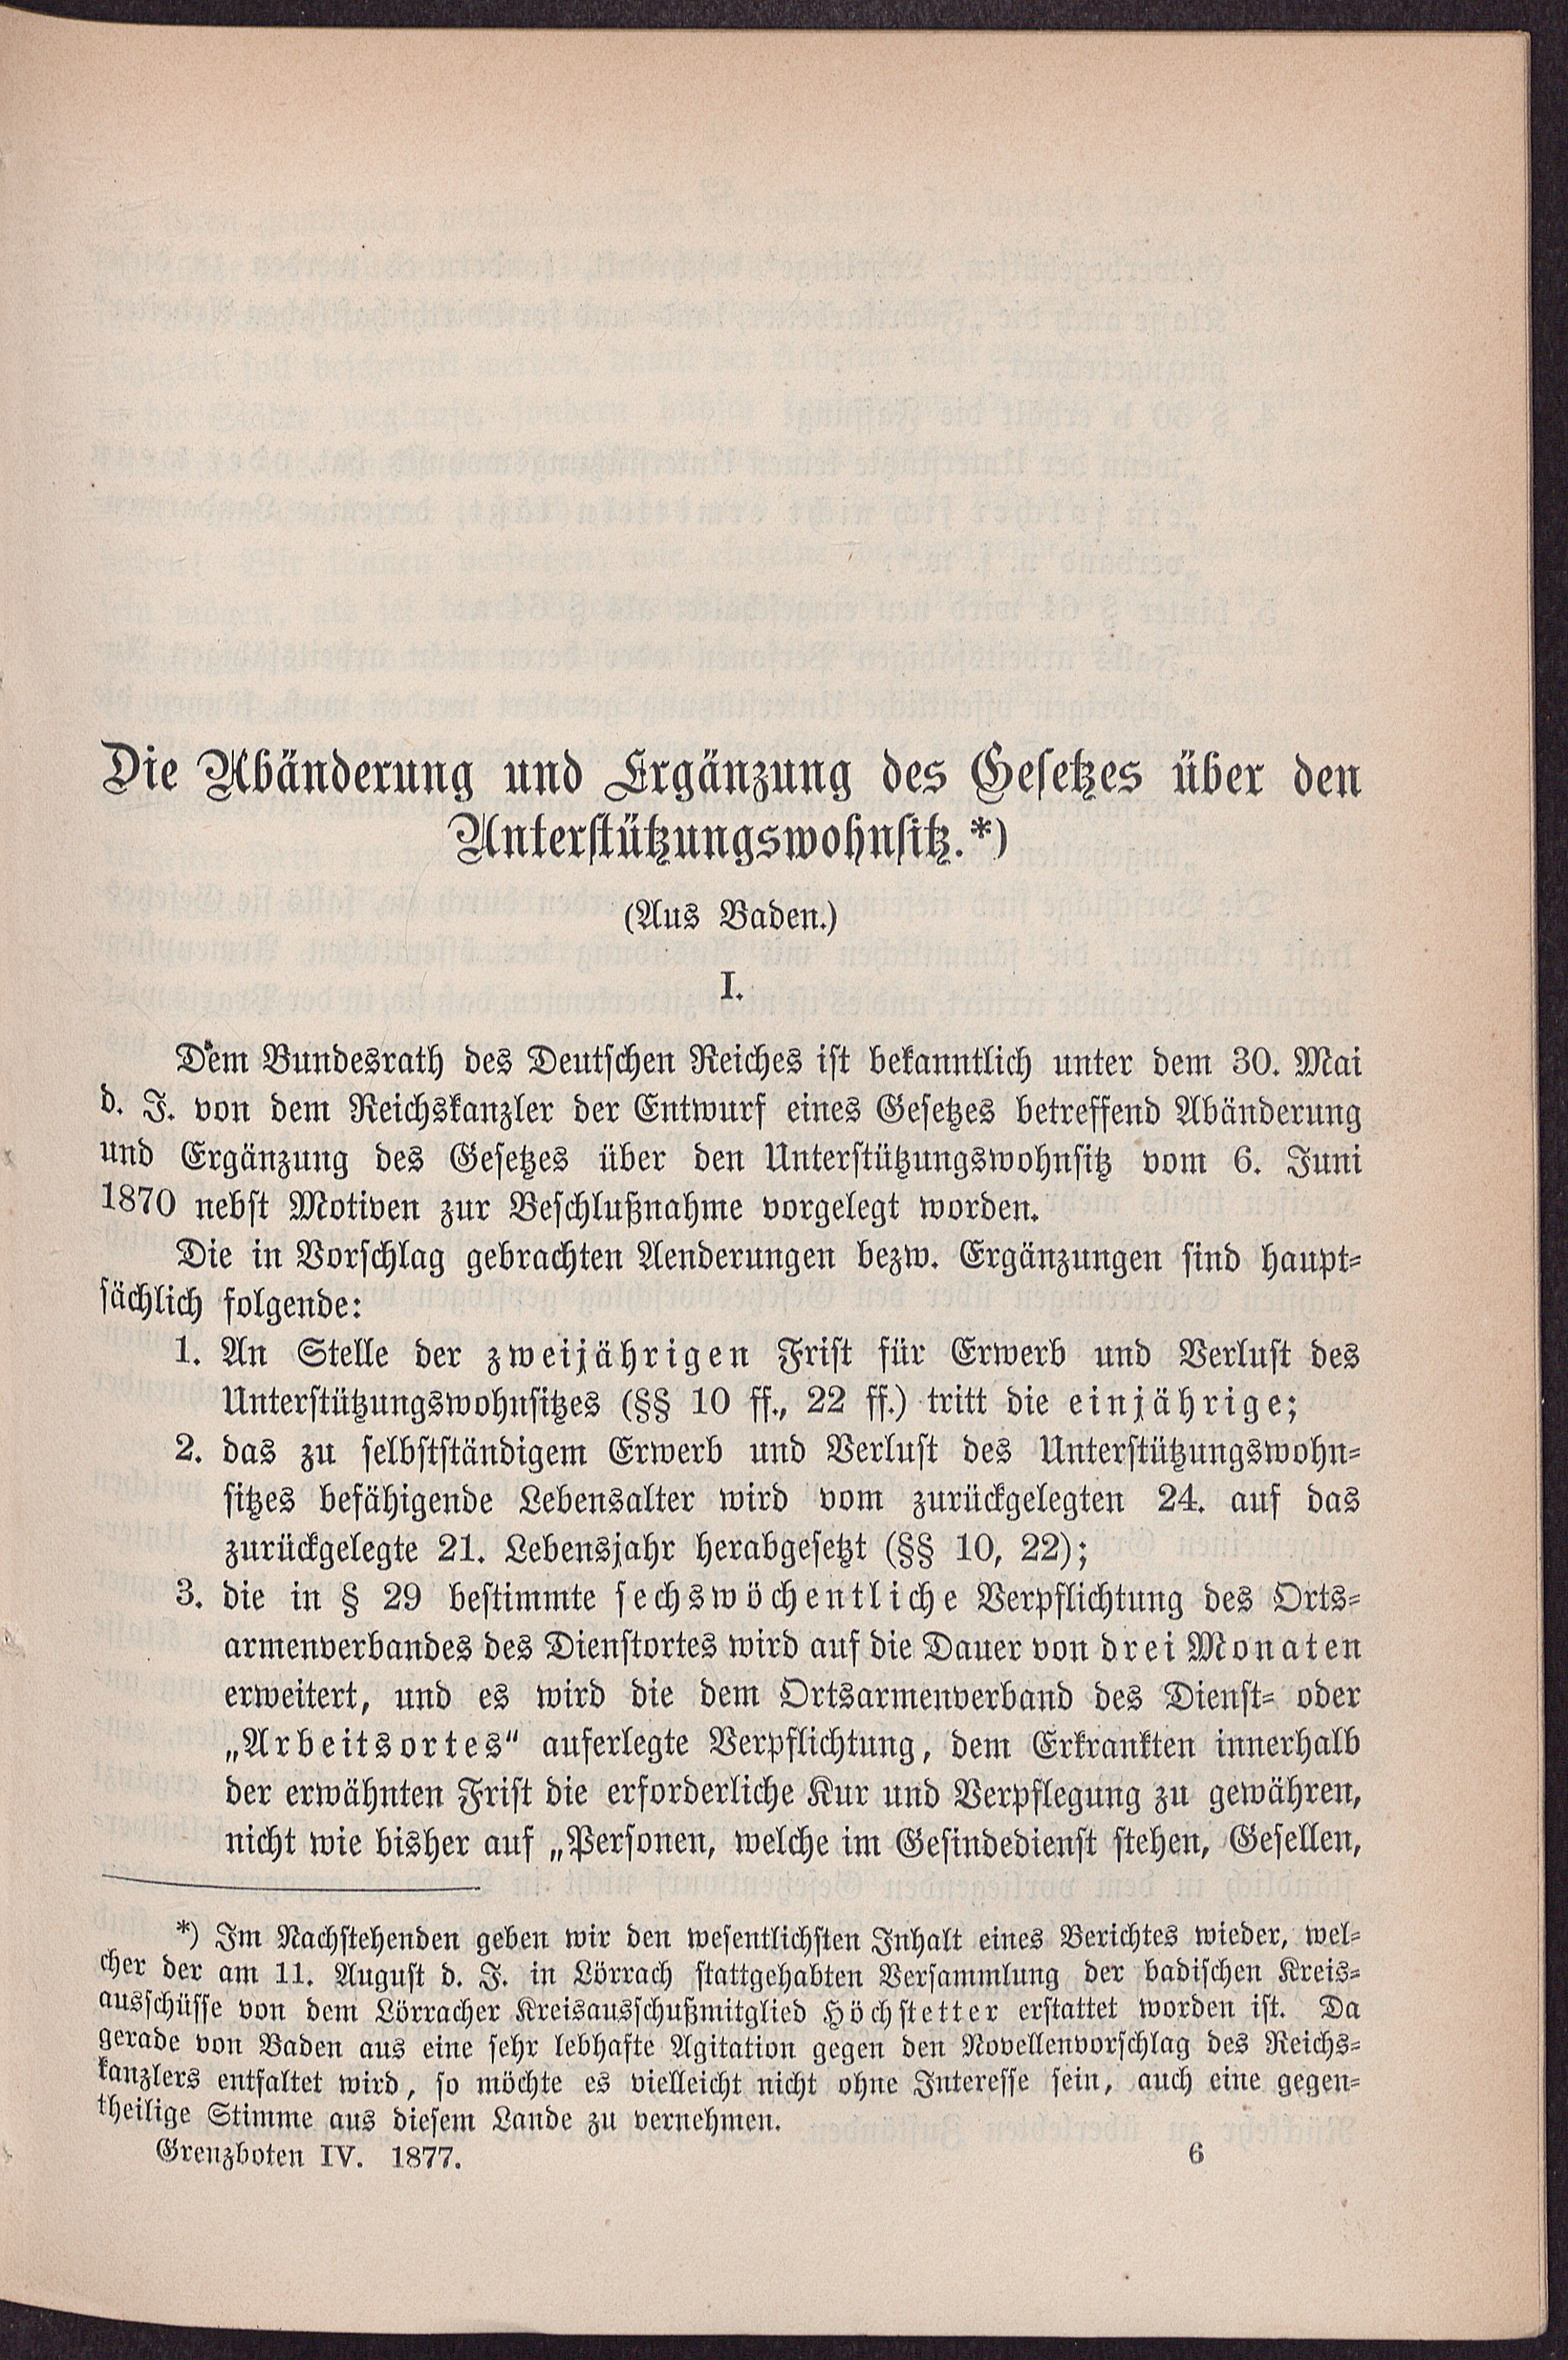 Die Abänderung und Ergänzung des Gesetzes über den
Unterstützungswohnsitz.*)
(Aus Baden.)
I.
Dem Bundesrath des Deutschen Reiches ist bekanntlich unter dem 30. Mai
d. J. von dem Reichskanzler der Entwurf eines Gesetzes betreffend Abänderung
und Ergänzung des Gesetzes über den Unterstützungswohnsitz vom 6. Juni
1870 nebst Motiven zur Beschlußnahme vorgelegt worden.
Die in Vorschlag gebrachten Aenderungen bezw. Ergänzungen sind haupt-
sächlich folgende:
1. An Stelle der zweijährigen Frist für Erwerb und Verlust des
Unterstützungswohnsitzes (§§ 10 ff., 22 ff.) tritt die einjährige;
2. das zu selbstständigem Erwerb und Verlust des Unterstützungswohn-
sitzes befähigende Lebensalter wird vom zurückgelegten 24. auf das
zurückgelegte 21. Lebensjahr herabgesetzt (§§ 10, 22);
3. die in § 29 bestimmte sechswöchentliche Verpflichtung des Orts-
armenverbandes des Dienstortes wird auf die Dauer von drei Monaten
erweitert, und es wird die dem Ortsarmenverband des Dienst- oder
„Arbeitsortes“ auferlegte Verpflichtung, dem Erkrankten innerhalb
der erwähnten Frist die erforderliche Kur und Verpflegung zu gewähren,
nicht wie bisher auf „Personen, welche im Gesindedienst stehen, Gesellen,
*) Im Nachstehenden geben wir den wesentlichsten Inhalt eines Berichtes wieder, wel-
cher der am 11. August d. J. in Lörrach stattgehabten Versammlung der badischen Kreis-
ausschüsse von dem Lörracher Kreisausschußmitglied Höchstetter erstattet worden ist. Da
gerade von Baden aus eine sehr lebhafte Agitation gegen den Novellenvorschlag des Reichs-
kanzlers entfaltet wird, so möchte es vielleicht nicht ohne Interesse sein, auch eine gegen-
theilige Stimme aus diesem Lande zu vernehmen.
Grenzboten IV. 1877. 6